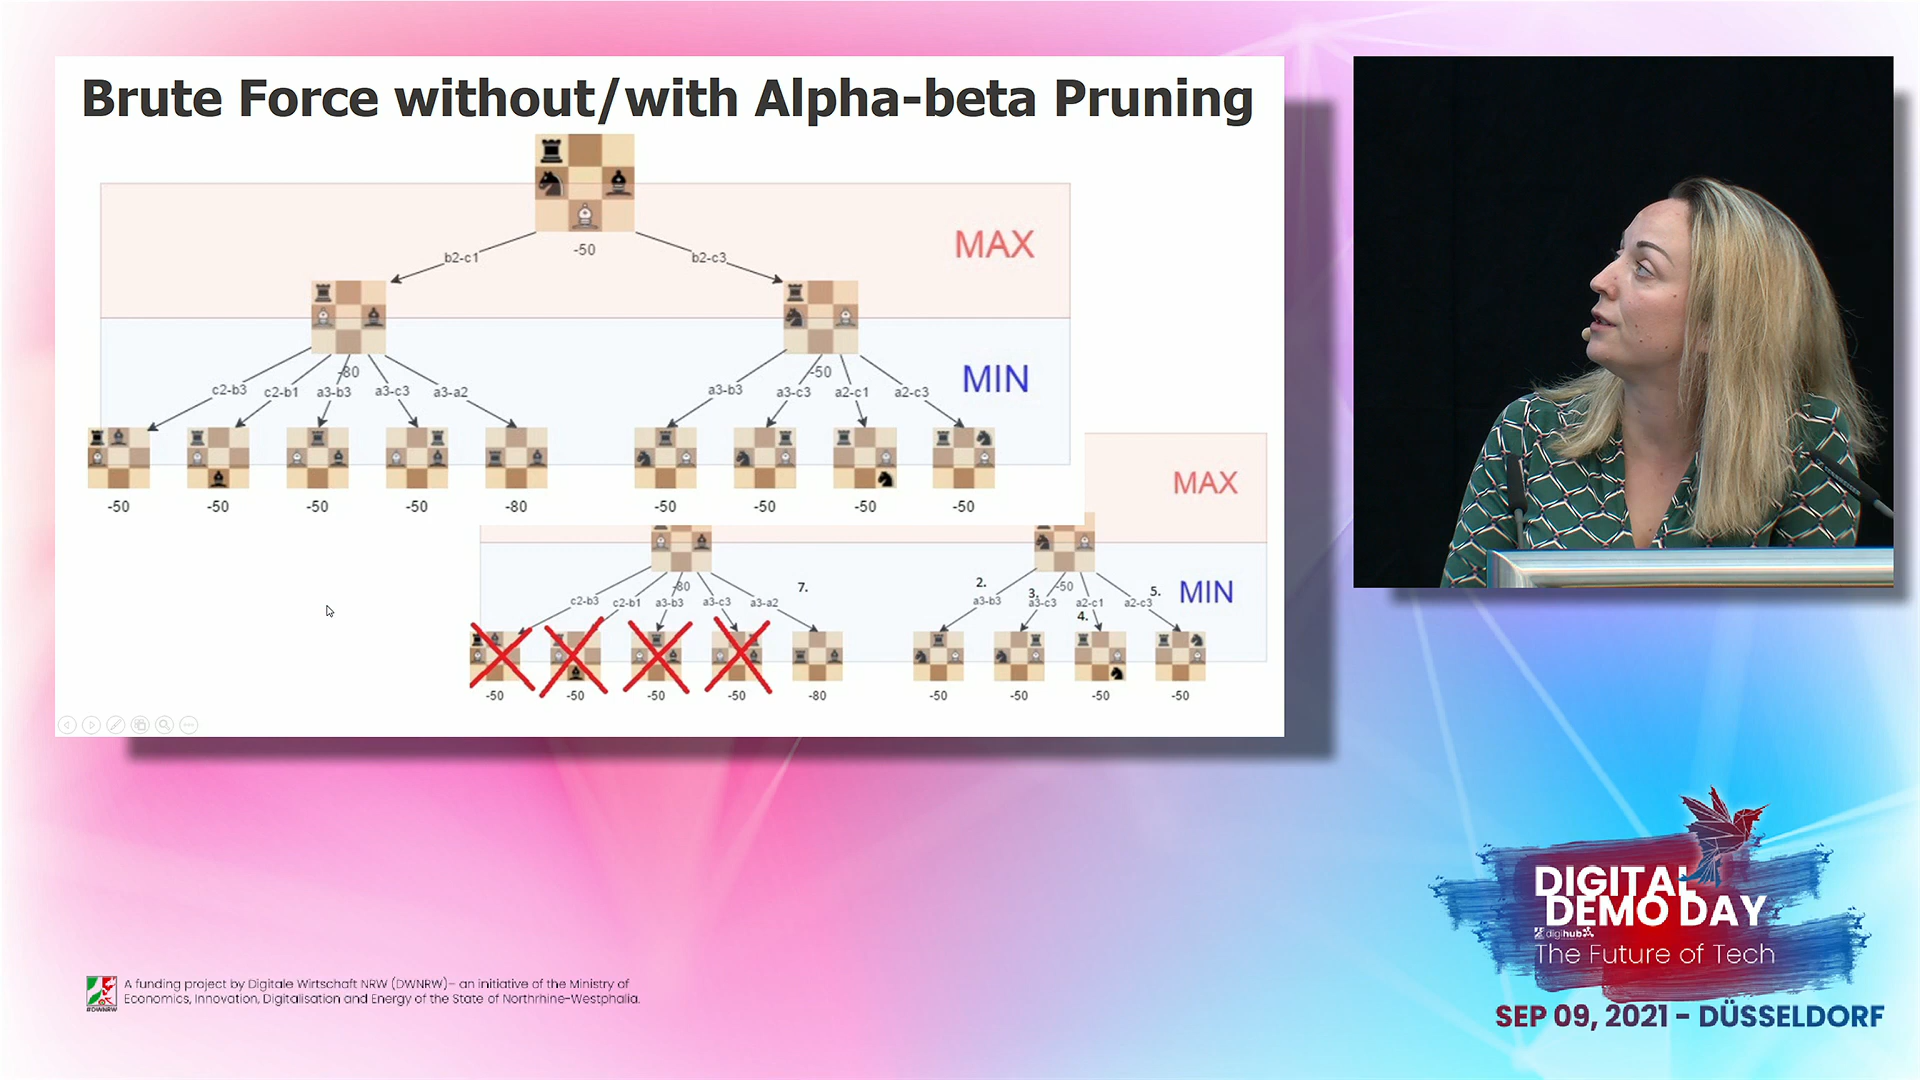 Brute Force without/with Alpha-beta Pruning
MAX
-50
b2-c1
b2-c3
MIN
-80
-50
c2-b3
c2-b1
a3-b3
a3-c3
a3-a2
a3-b3
a3-c3
a2-c1
a2-c3
-50
-50
-50
-50
-80
-50
-50
-50
-50
MAX
MIN
-80
7.
c2-b3
c2-b1
a3-b3
a3-c3
a3-a2
2.
3.
-50
5.
a3-b3
a3-c3
a2-c1
a2-c3
4.
-50
-50
-50
-50
-80
-50
-50
-50
-50
DIGITAL
DEMO DAY
digihub
The Future of Tech
SEP 09, 2021 - DÜSSELDORF
A funding project by Digitale Wirtschaft NRW (DWNRW)– an initiative of the Ministry of
Economics, Innovation, Digitalisation and Energy of the State of Northrhine-Westphalia.
#DWNRW